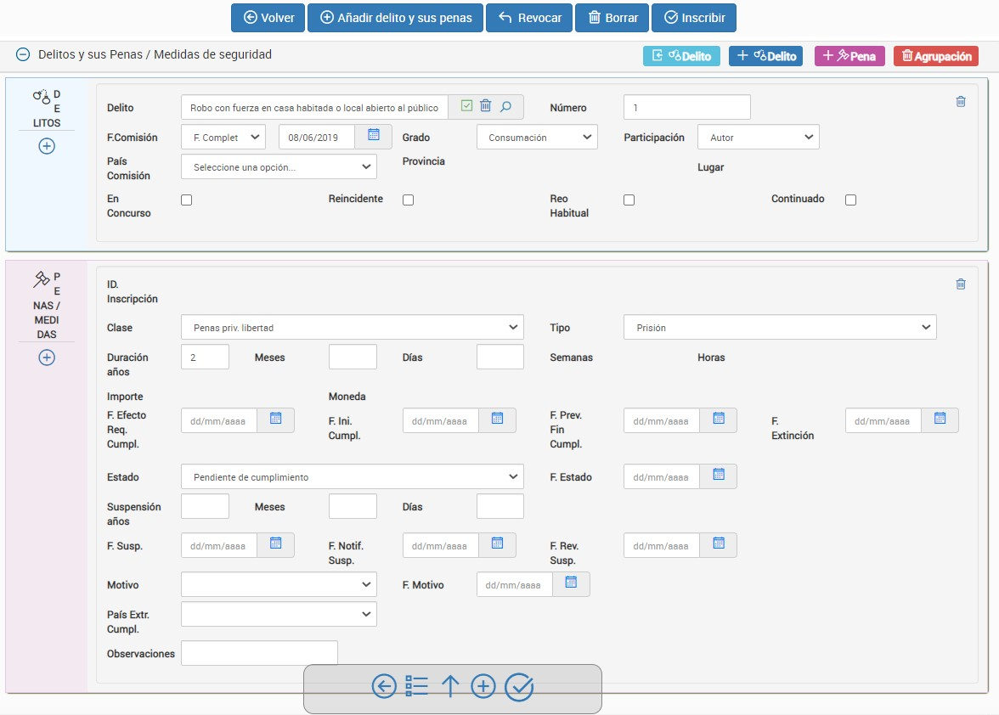 Volver Añadir delito y sus penas Revocar Borrar Inscribir
Delitos y sus Penas / Medidas de seguridad Delito Delito Pena Agrupación
D
E
LITOS
Delito Robo con fuerza en casa habitada o local abierto al público Número 1
F.Comisión F. Complet 08/06/2019 Grado Consumación Participación Autor
País
Comisión Seleccione una opción... Provincia Lugar
En
Concurso Reincidente Reo
Habitual Continuado
P
E
NAS /
MEDI
DAS
ID.
Inscripción
Clase Penas priv. libertad Tipo Prisión
Duración
años 2 Meses Días Semanas Horas
Importe Moneda
F. Efecto
Req.
Cumpl. dd/mm/aaaa F. Ini.
Cumpl. dd/mm/aaaa F. Prev.
Fin
Cumpl. dd/mm/aaaa F.
Extinción dd/mm/aaaa
Estado Pendiente de cumplimiento F. Estado dd/mm/aaaa
Suspensión
años Meses Días
F. Susp. dd/mm/aaaa F. Notif.
Susp. dd/mm/aaaa F. Rev.
Susp. dd/mm/aaaa
Motivo F. Motivo dd/mm/aaaa
País Extr.
Cumpl.
Observaciones